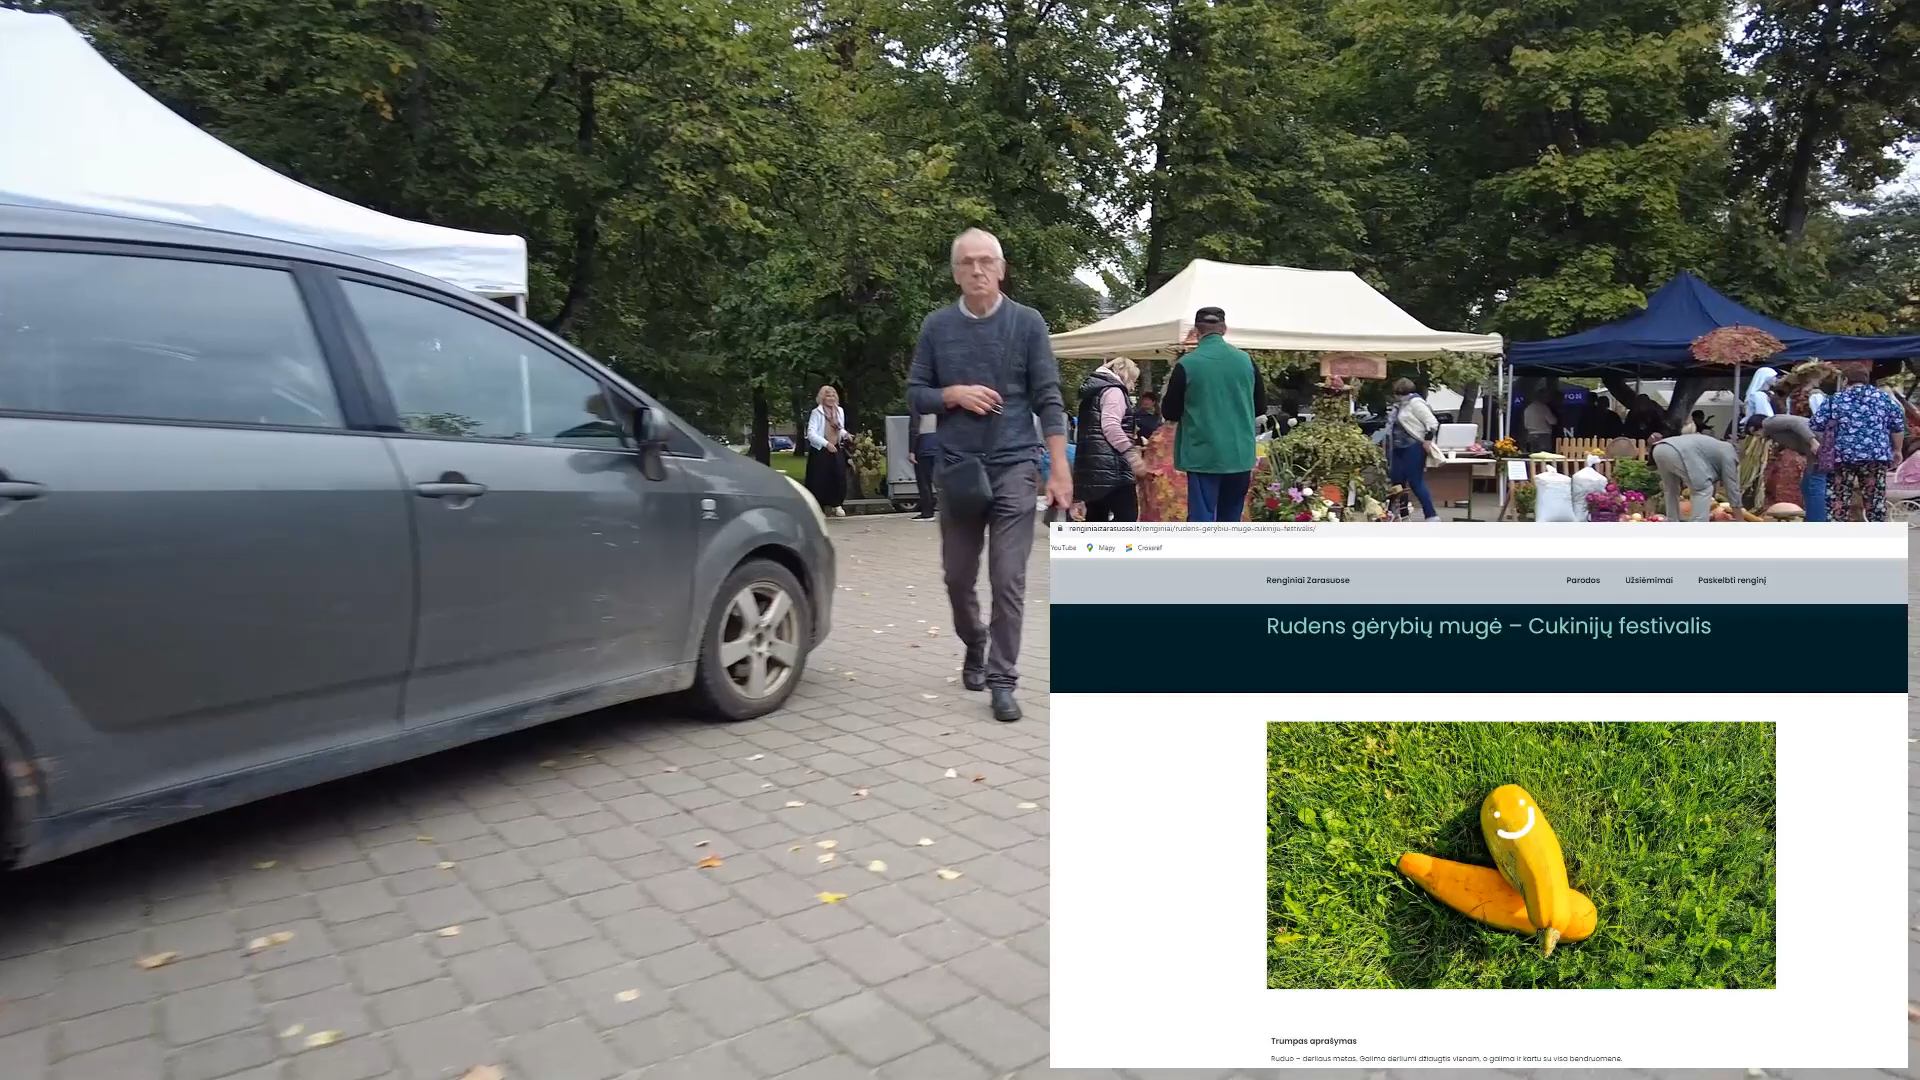 renginiaizarasuose.lt/renginiai/rudens-gerybiu-muge-cukiniju-festivalis/
YouTube Mapy Crossref
Renginiai Zarasuose Parodos Užsiėmimai Paskelbti renginį
Rudens gėrybių mugė – Cukinijų festivalis
Trumpas aprašymas
Ruduo – derliaus metas. Galima derliumi džiaugtis vienam, o galima ir kartu su visa bendruomene.